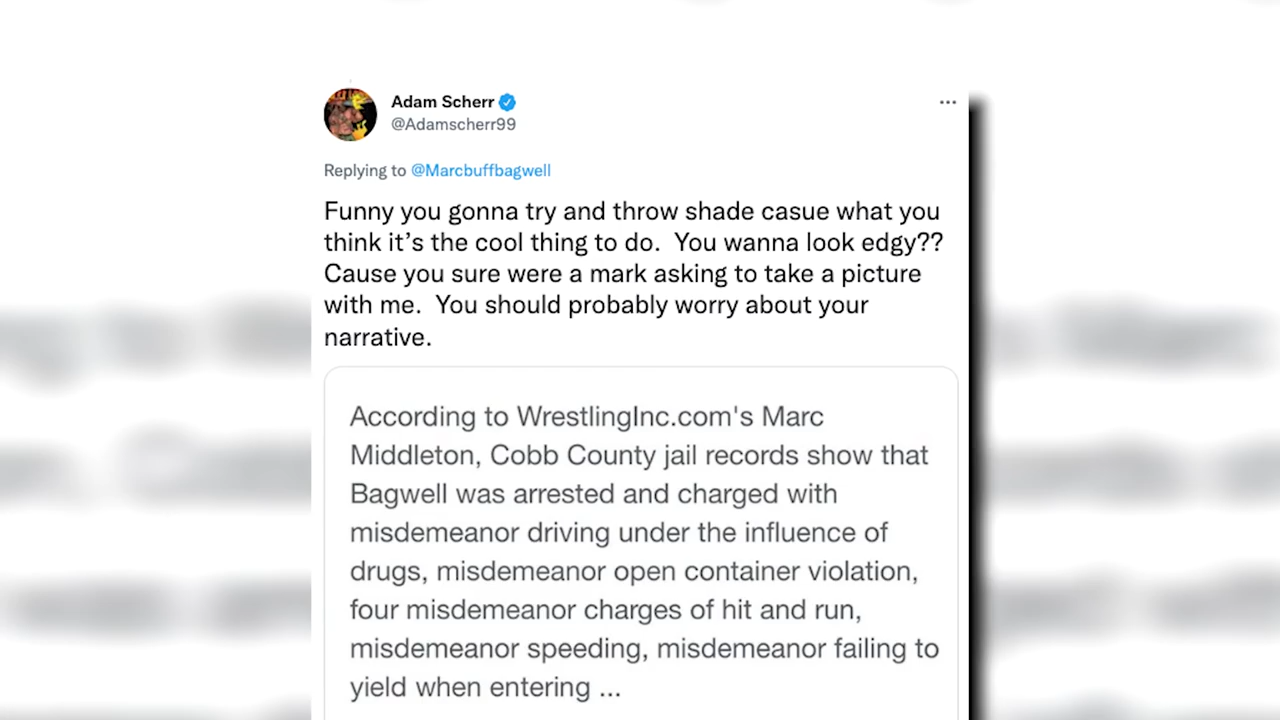 Adam Scherr
@Adamscherr99
Replying to @Marcbuffbagwell
Funny you gonna try and throw shade casue what you
think it’s the cool thing to do.  You wanna look edgy??
Cause you sure were a mark asking to take a picture
with me.  You should probably worry about your
narrative.
According to WrestlingInc.com's Marc
Middleton, Cobb County jail records show that
Bagwell was arrested and charged with
misdemeanor driving under the influence of
drugs, misdemeanor open container violation,
four misdemeanor charges of hit and run,
misdemeanor speeding, misdemeanor failing to
yield when entering ...